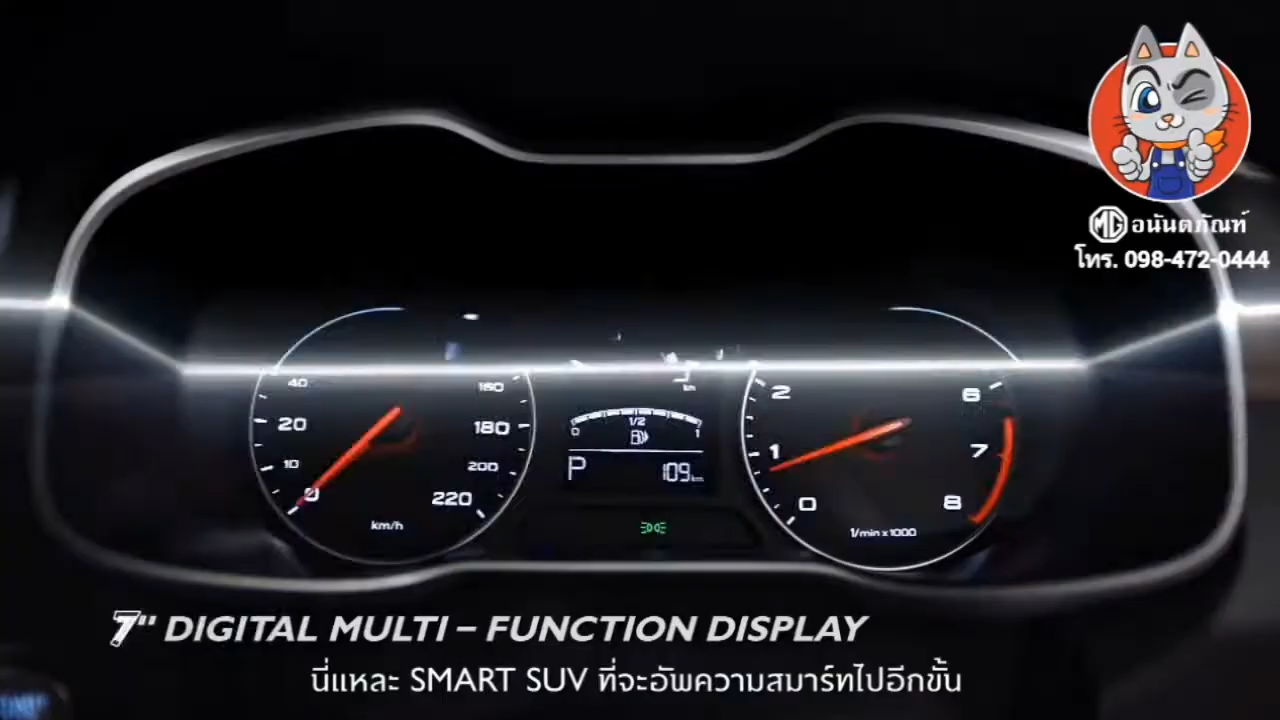 MG อนันตภัณฑ์
โทร. 098-472-0444
40
20
10
0
160
180
200
220
km/h
km
0
1/2
1
P 109 km
2
1
0
6
7
8
1/min x 1000
7" DIGITAL MULTI – FUNCTION DISPLAY
นี่แหละ SMART SUV ที่จะอัพความสมาร์ทไปอีกขั้น